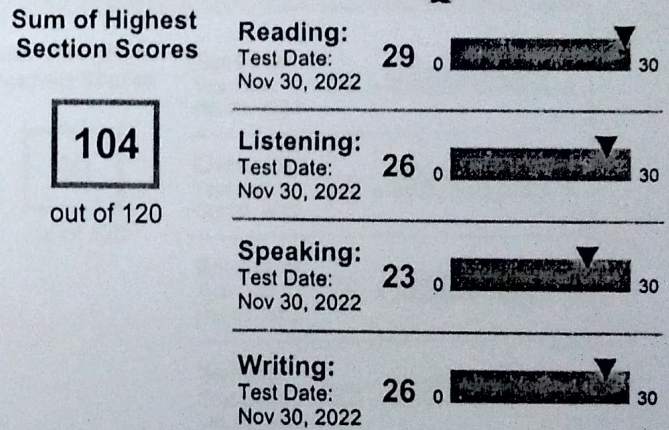 Sum of Highest
Section Scores
104
out of 120
Reading:
Test Date:
Nov 30, 2022
29
0
30
Listening:
Test Date:
Nov 30, 2022
26
0
30
Speaking:
Test Date:
Nov 30, 2022
23
0
30
Writing:
Test Date:
Nov 30, 2022
26
0
30